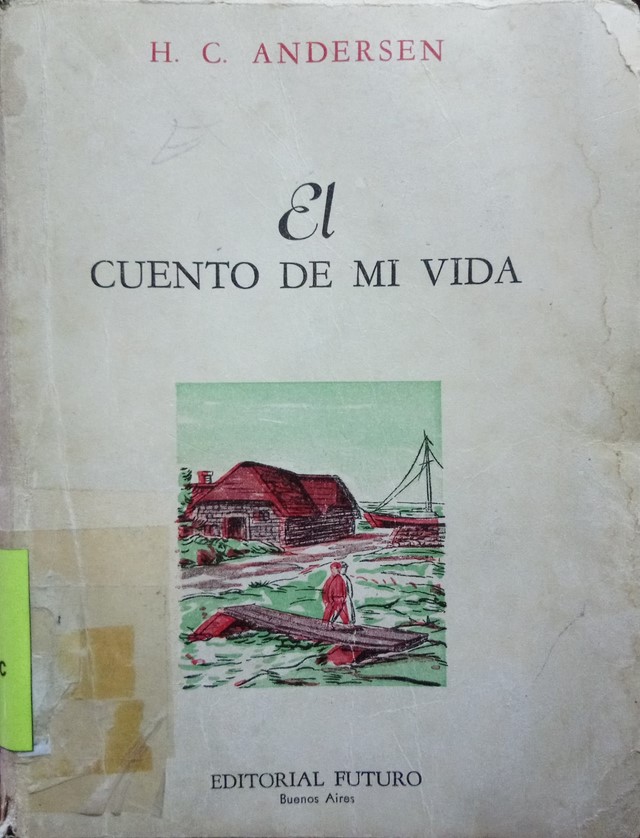 H. C. ANDERSEN
El
CUENTO DE MI VIDA
EDITORIAL FUTURO
Buenos Aires
C